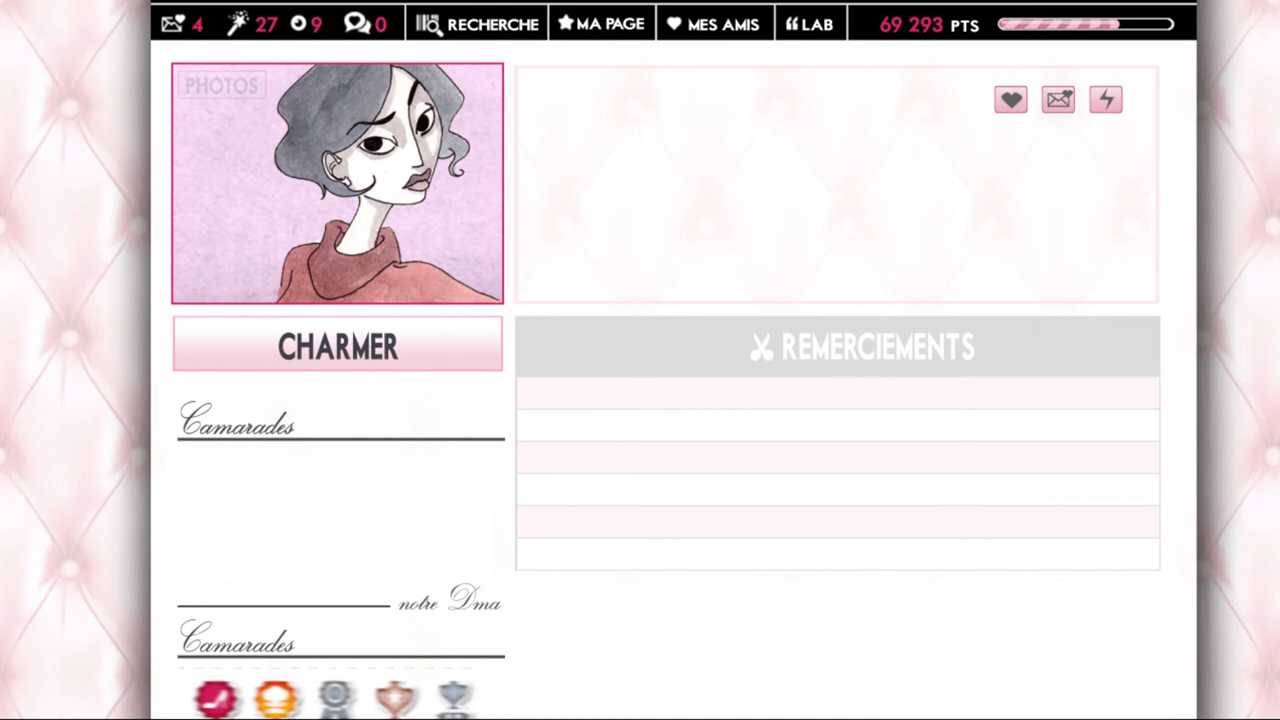 4 27 9 0 RECHERCHE MA PAGE MES AMIS LAB 69 293 PTS
PHOTOS
CHARMER
REMERCIEMENTS
Camarades
notre Dma
Camarades